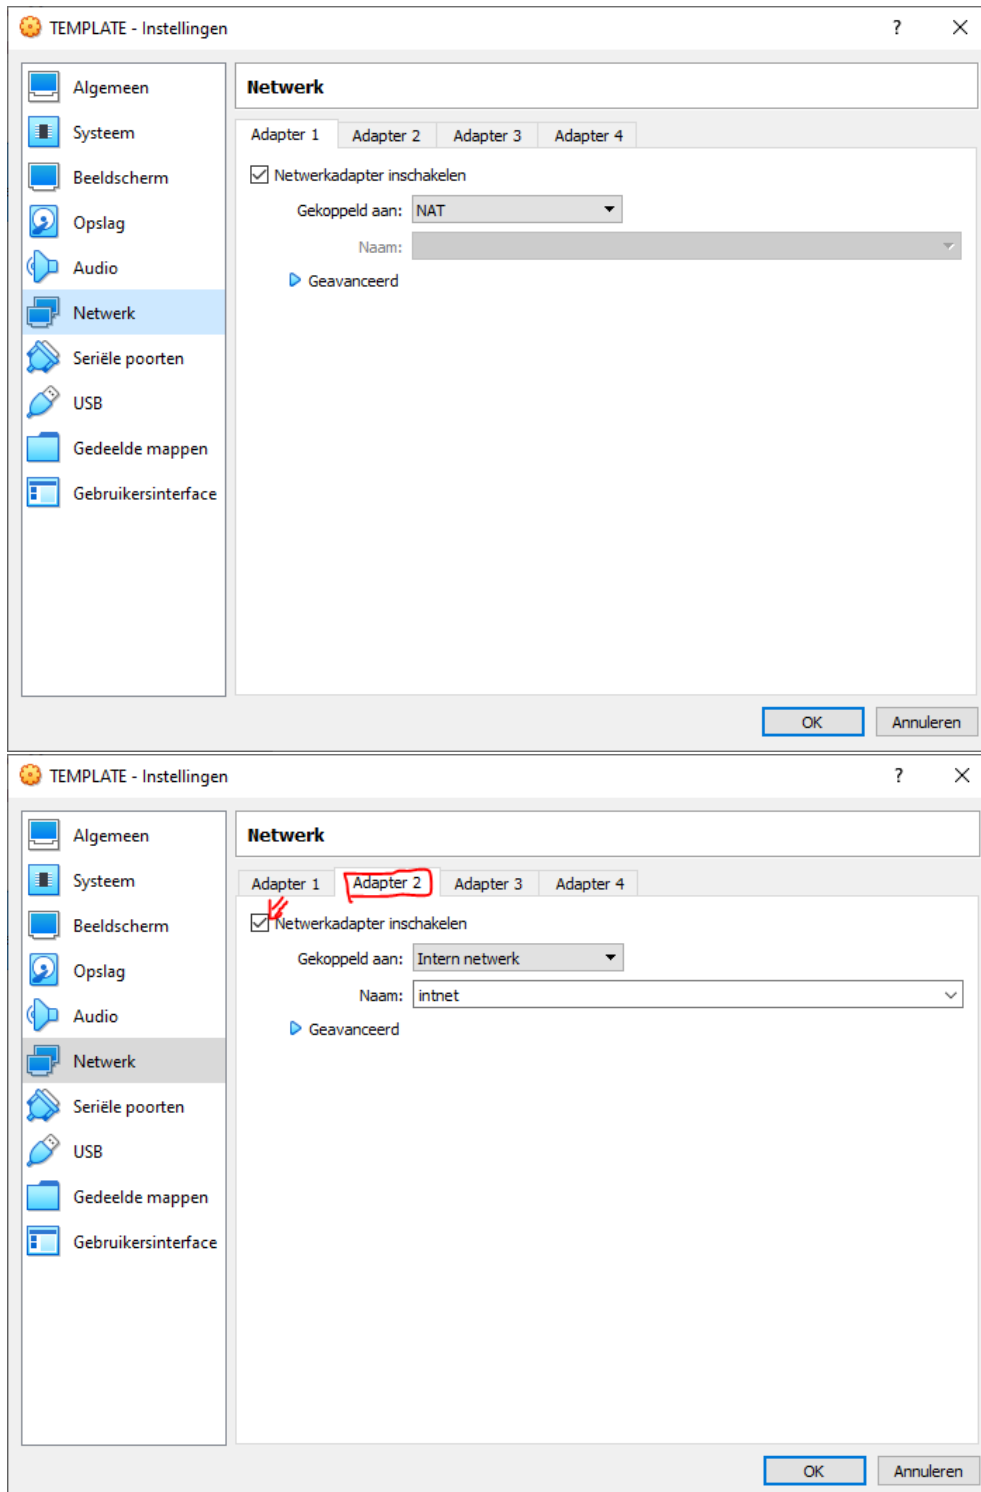 TEMPLATE - Instellingen ?
Algemeen
Systeem
Beeldscherm
Opslag
Audio
Netwerk
Seriële poorten
USB
Gedeelde mappen
Gebruikersinterface
Netwerk
Adapter 1 Adapter 2 Adapter 3 Adapter 4
Netwerkadapter inschakelen
Gekoppeld aan: NAT
Naam:
Geavanceerd
OK Annuleren
TEMPLATE - Instellingen ?
Algemeen
Systeem
Beeldscherm
Opslag
Audio
Netwerk
Seriële poorten
USB
Gedeelde mappen
Gebruikersinterface
Netwerk
Adapter 1 Adapter 2 Adapter 3 Adapter 4
Netwerkadapter inschakelen
Gekoppeld aan: Intern netwerk
Naam: intnet
Geavanceerd
OK Annuleren